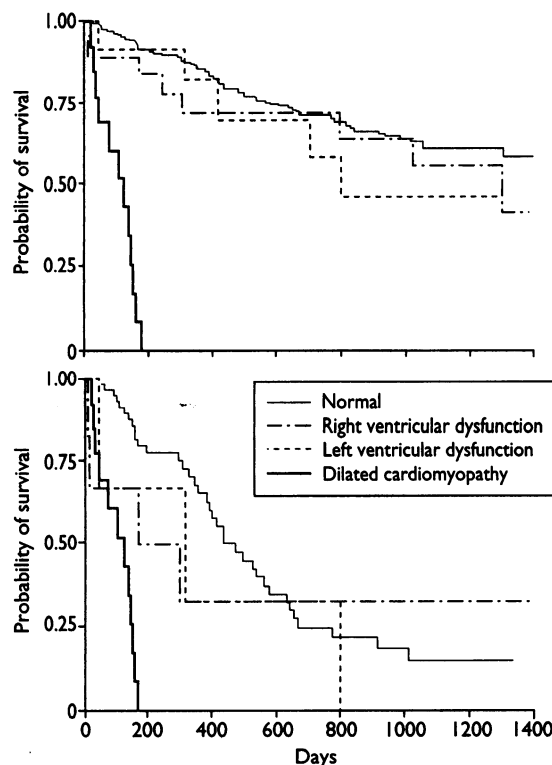 1.00
0.75
0.50
0.25
0
Probability of survival
1.00
0.75
0.50
0.25
0
Probability of survival
Normal
Right ventricular dysfunction
Left ventricular dysfunction
Dilated cardiomyopathy
0 200 400 600 800 1000 1200 1400
Days